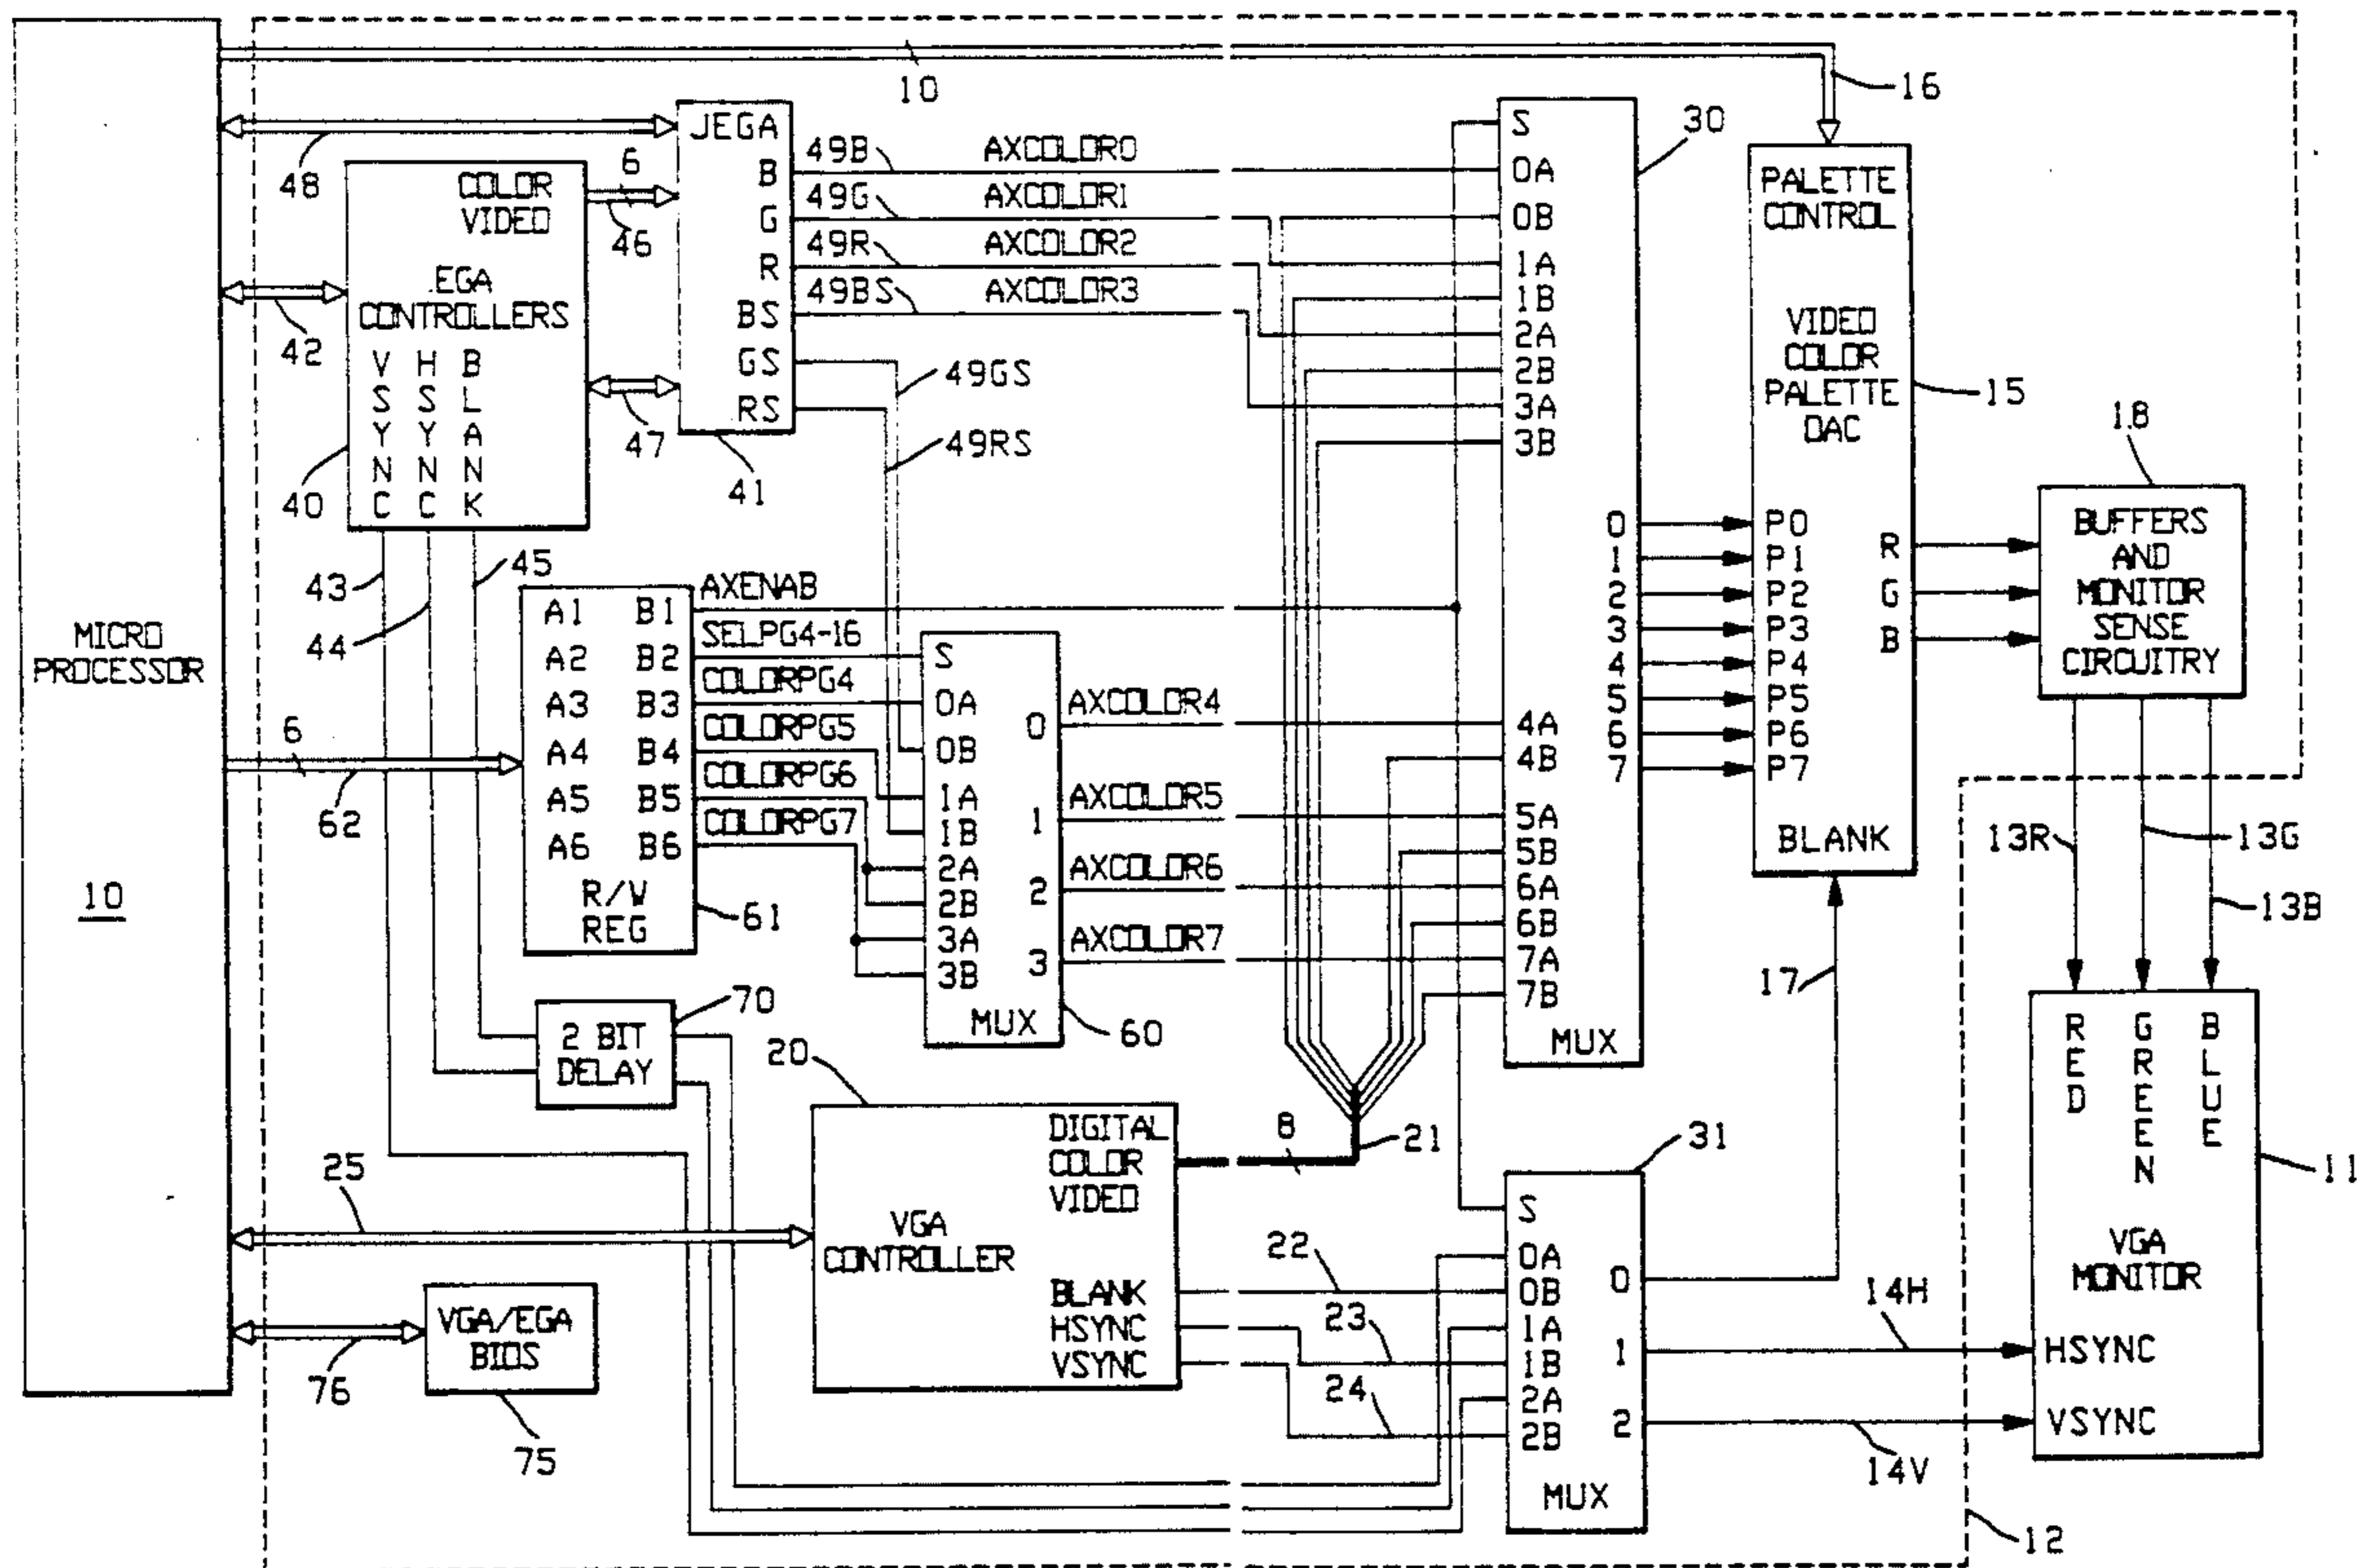 MICRO
PROCESSOR
10
10
16
48
JEGA
B
G
R
BS
GS
RS
41
COLOR
VIDEO
EGA
CONTROLLERS
VSYNC
HSYNC
BLANK
40
42
6
46
47
43
44
45
49B
AXCOLOR0
49G
AXCOLOR1
49R
AXCOLOR2
49BS
AXCOLOR3
49GS
49RS
6
62
A1
A2
A3
A4
A5
A6
B1
B2
B3
B4
B5
B6
R/W
REG
61
AXENAB
SELPG4-16
COLORPG4
COLORPG5
COLORPG6
COLORPG7
S
0A
0B
1A
1B
2A
2B
3A
3B
0
1
2
3
MUX
60
AXCOLOR4
AXCOLOR5
AXCOLOR6
AXCOLOR7
2 BIT
DELAY
70
20
DIGITAL
COLOR
VIDEO
VGA
CONTROLLER
BLANK
HSYNC
VSYNC
8
21
22
23
24
25
VGA/EGA
BIOS
76
75
30
S
0A
0B
1A
1B
2A
2B
3A
3B
4A
4B
5A
5B
6A
6B
7A
7B
0
1
2
3
4
5
6
7
MUX
PALETTE
CONTROL
VIDEO
COLOR
PALETTE
DAC
15
P0
P1
P2
P3
P4
P5
P6
P7
R
G
B
BLANK
17
18
BUFFERS
AND
MONITOR
SENSE
CIRCUITRY
13R
13G
13B
31
S
0A
0B
1A
1B
2A
2B
0
1
2
MUX
14H
14V
RED
GREEN
BLUE
VGA
MONITOR
HSYNC
VSYNC
11
12